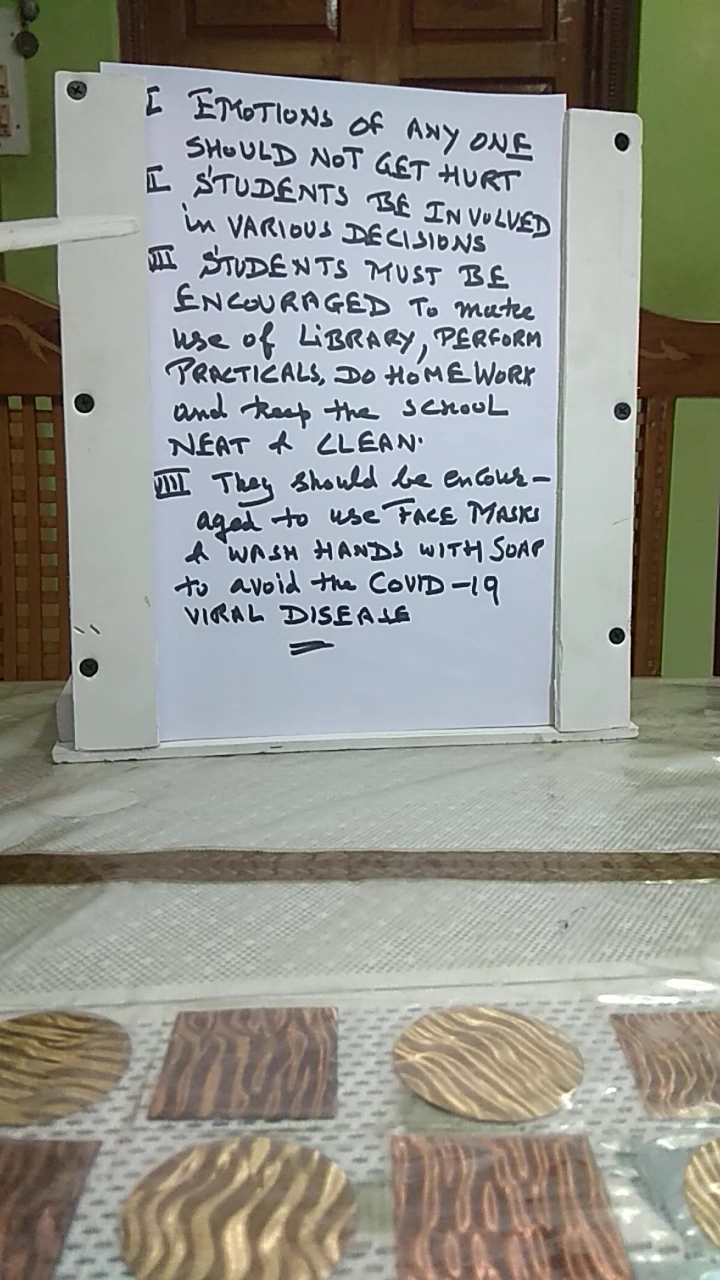 I EMOTIONS OF ANY ONE
SHOULD NOT GET HURT
II STUDENTS BE INVOLVED
in VARIOUS DECISIONS
III STUDENTS MUST BE
ENCOURAGED To make
use of LiBRARY, PERFORM
PRACTICALS, DO HOMEWORK
and keep the SCHOOL
NEAT & CLEAN.
IIII They should be encour-
aged to use FACE MASKS
& WASH HANDS WITH SOAP
to avoid the COVID-19
VIRAL DISEASE